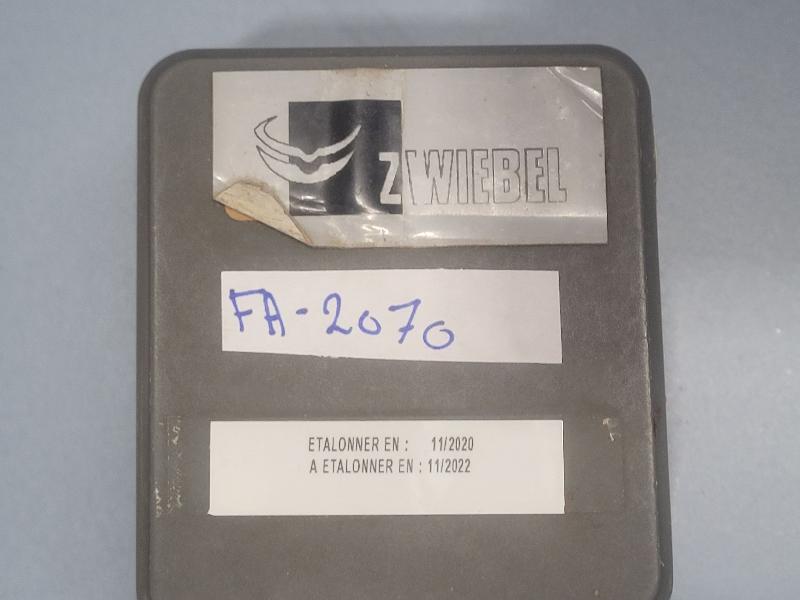 ZWIEBEL
FA-2070
ETALONNER EN : 11/2020
A ETALONNER EN : 11/2022